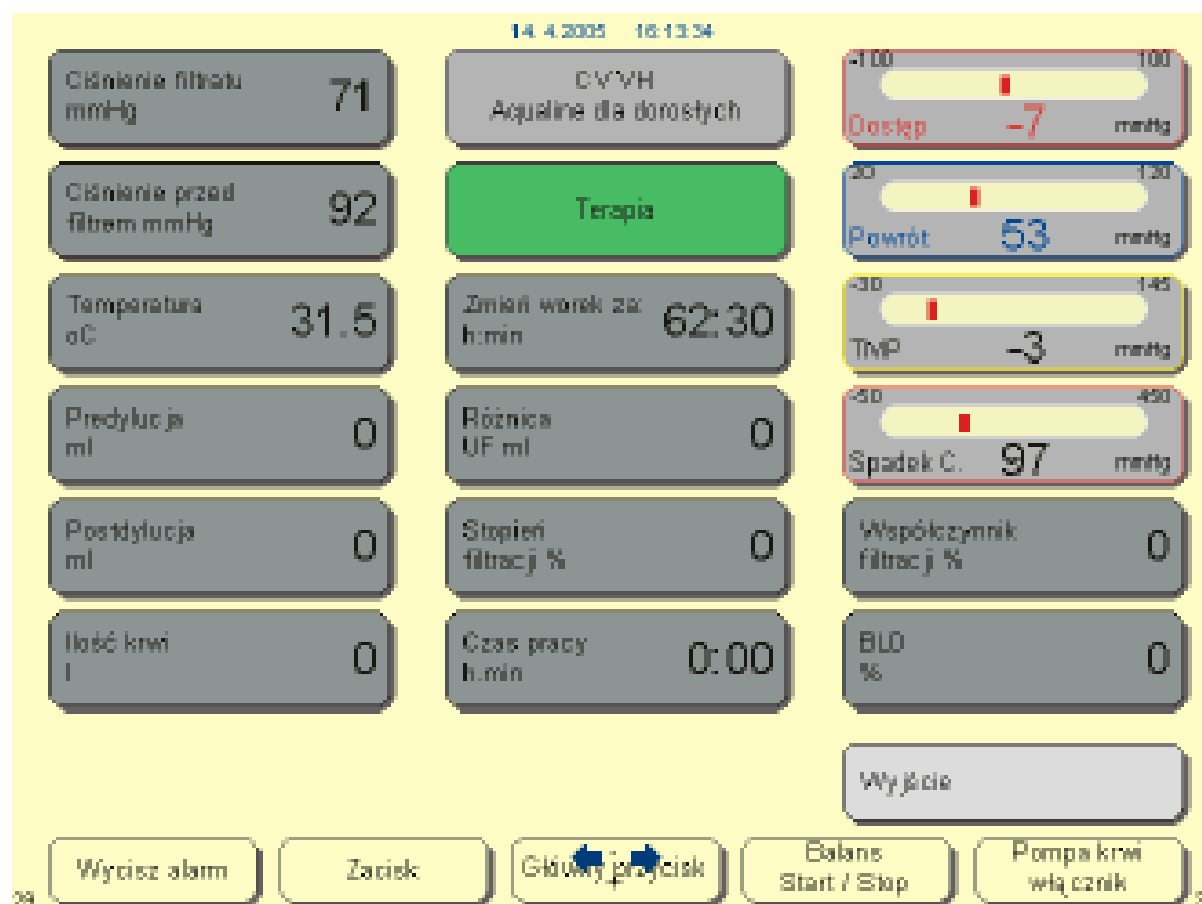 14. 4.2005 16:13:34
Ciśnienie filtratu
mmHg
71
CVVH
Aqualine dla dorosłych
-100 100
Dostęp -7 mmHg
Ciśnienie przed
filtrem mmHg
92
Terapia
20 120
Powrót 53 mmHg
Temperatura
oC
31.5
Zmień worek za:
h:min
62:30
-30 145
TMP -3 mmHg
Predylucja
ml
0
Różnica
UF ml
0
-50 450
Spadek C. 97 mmHg
Postdylucja
ml
0
Stopień
filtracji %
0
Współczynnik
filtracji %
0
Ilość krwi
l
0
Czas pracy
h.min
0:00
BLD
%
0
Wyjście
Wycisz alarm
Zacisk
Główny przycisk
- +
Balans
Start / Stop
Pompa krwi
włącznik